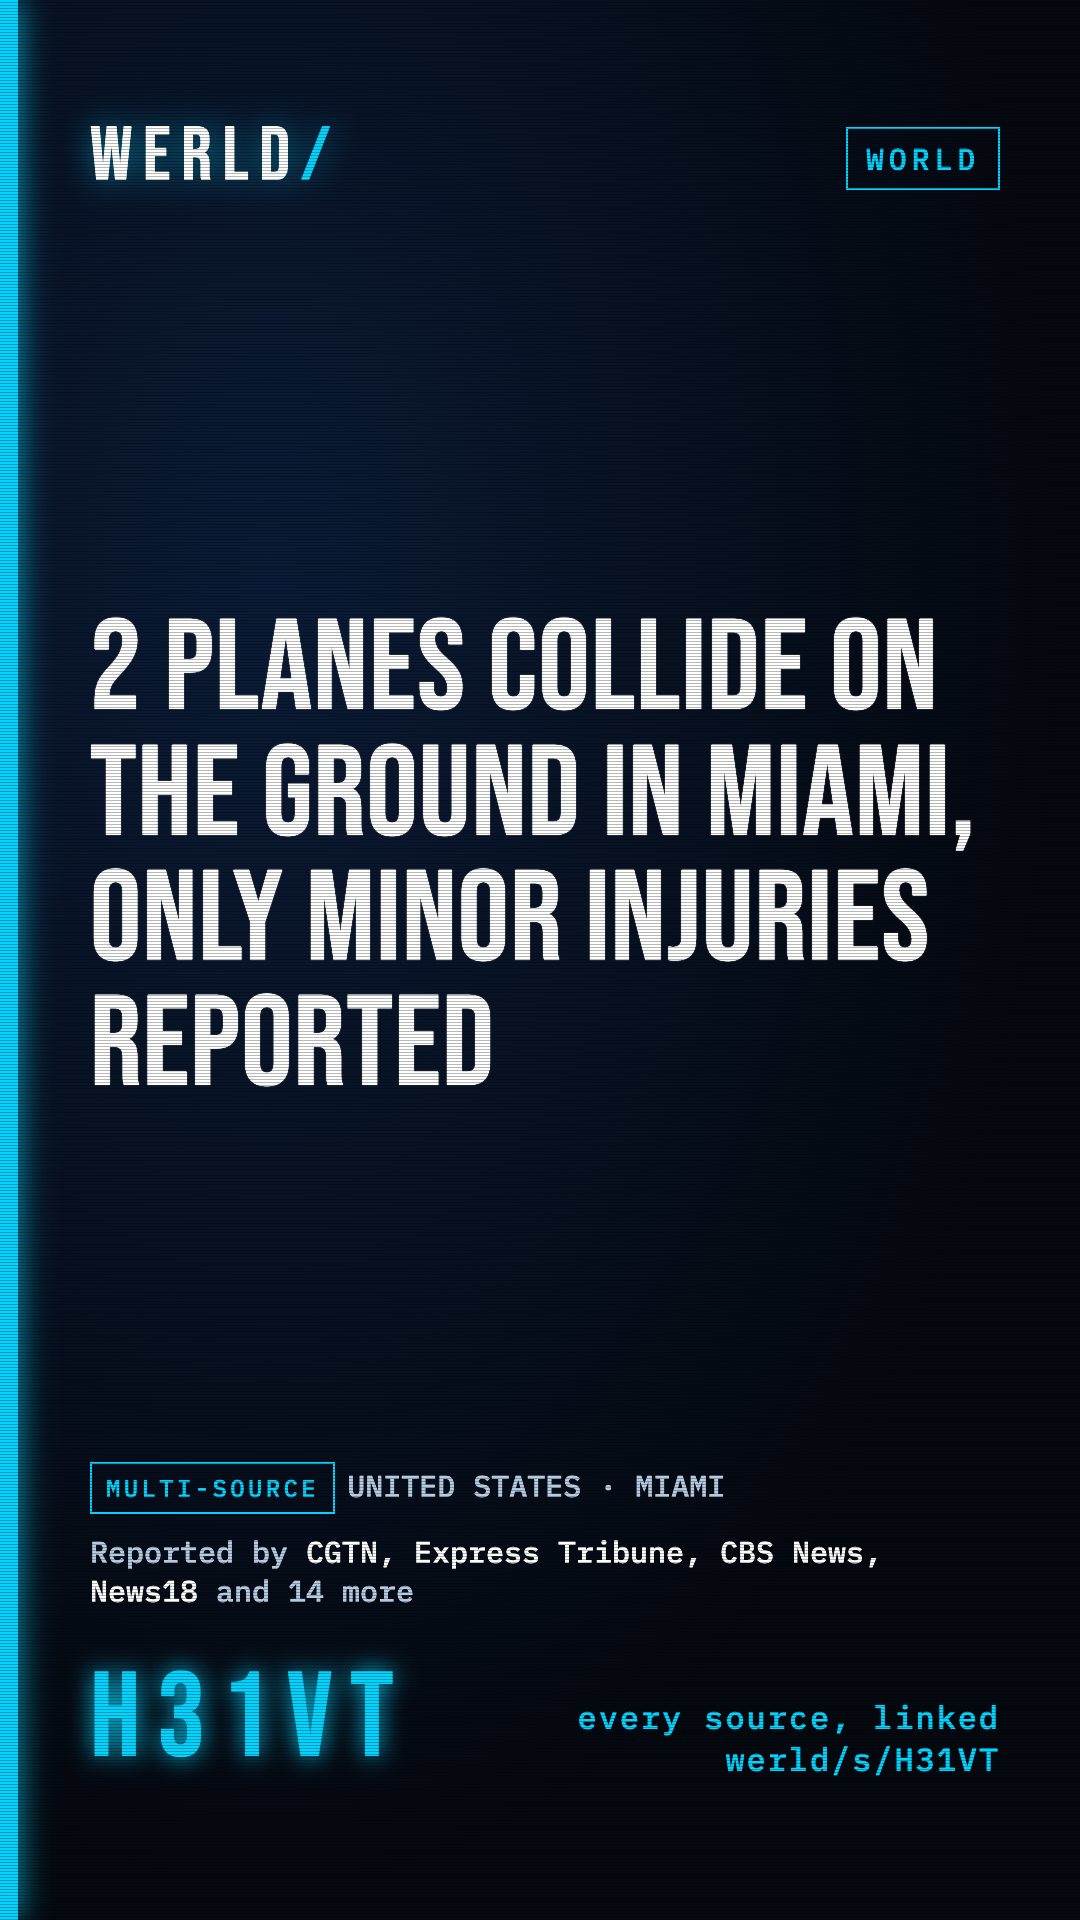 WERLD/
WORLD
2 PLANES COLLIDE ON
THE GROUND IN MIAMI,
ONLY MINOR INJURIES
REPORTED
MULTI-SOURCE UNITED STATES · MIAMI
Reported by CGTN, Express Tribune, CBS News,
News18 and 14 more
H31VT
every source, linked
werld/s/H31VT